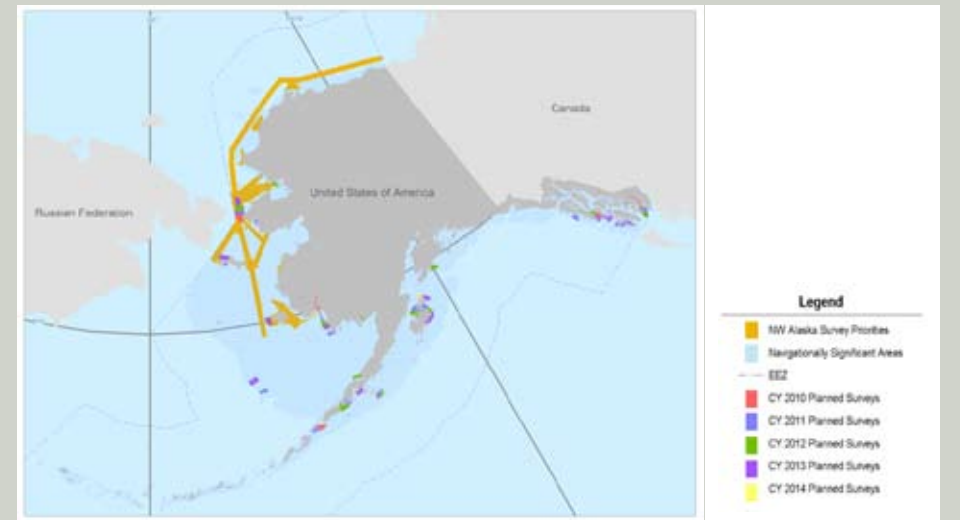 Canada
United States of America
Russian Federation
Legend
NW Alaska Survey Priorities
Navigationally Significant Areas
EEZ
CY 2010 Planned Surveys
CY 2011 Planned Surveys
CY 2012 Planned Surveys
CY 2013 Planned Surveys
CY 2014 Planned Surveys